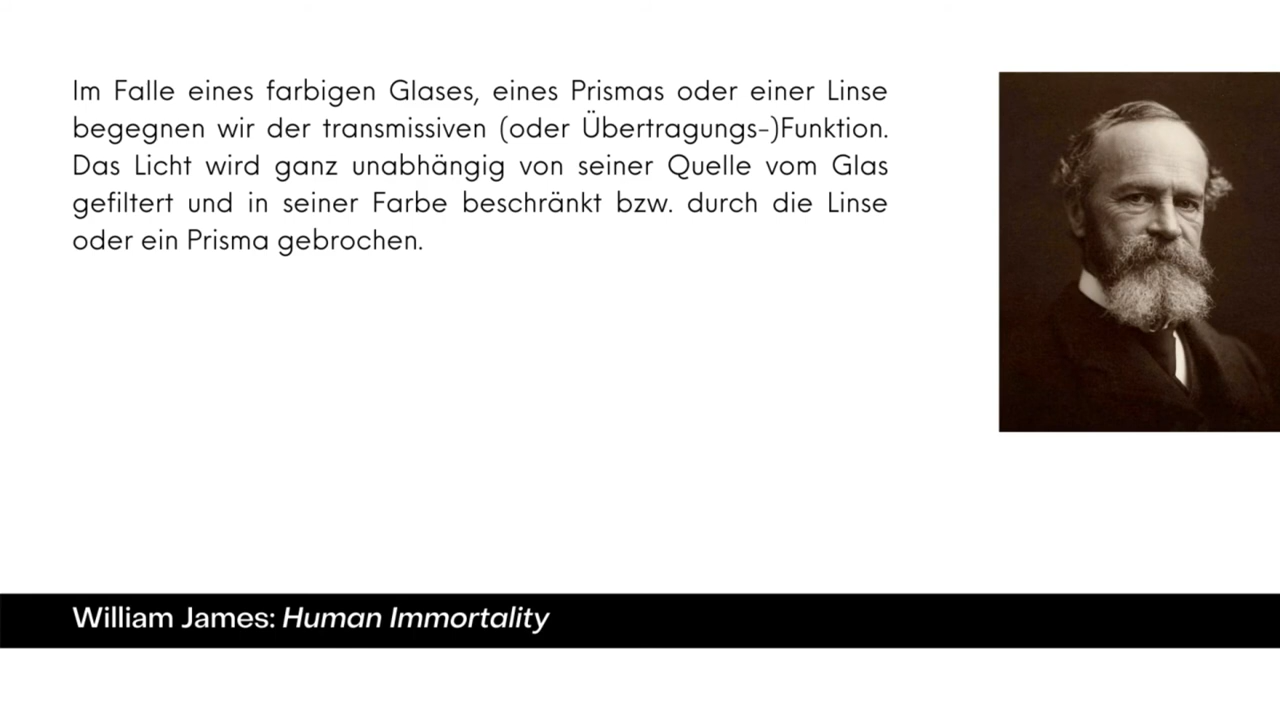 Im Falle eines farbigen Glases, eines Prismas oder einer Linse
begegnen wir der transmissiven (oder Übertragungs-)Funktion.
Das Licht wird ganz unabhängig von seiner Quelle vom Glas
gefiltert und in seiner Farbe beschränkt bzw. durch die Linse
oder ein Prisma gebrochen.
William James: Human Immortality